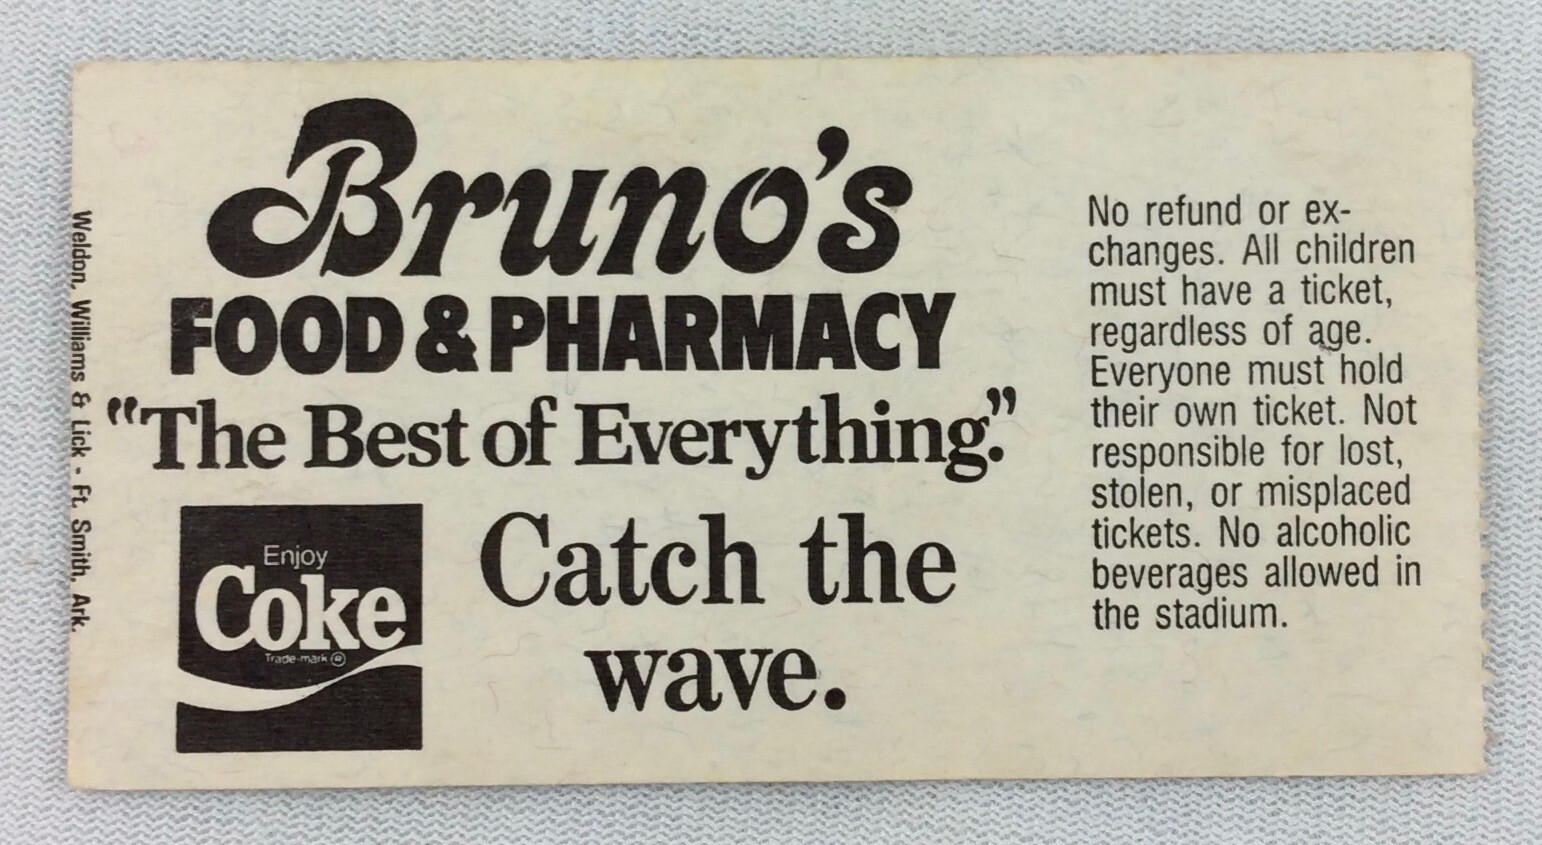 Bruno's
FOOD & PHARMACY
"The Best of Everything."
Enjoy
Coke
Trade-mark ®
Catch the
wave.
No refund or ex-
changes. All children
must have a ticket,
regardless of age.
Everyone must hold
their own ticket. Not
responsible for lost,
stolen, or misplaced
tickets. No alcoholic
beverages allowed in
the stadium.
Weldon, Williams & Lick - Ft. Smith, Ark.